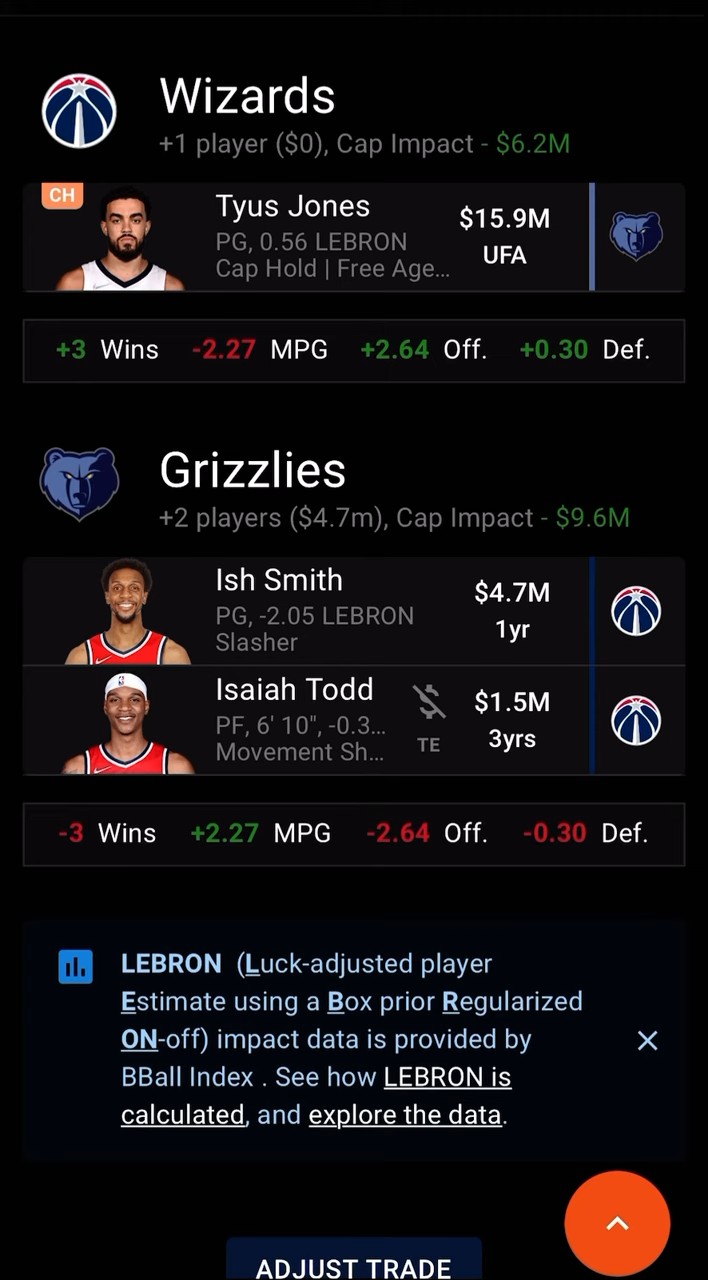 Wizards
+1 player ($0), Cap Impact - $6.2M
CH
Tyus Jones
PG, 0.56 LEBRON
Cap Hold | Free Age...
$15.9M
UFA
+3 Wins -2.27 MPG +2.64 Off. +0.30 Def.
Grizzlies
+2 players ($4.7m), Cap Impact - $9.6M
Ish Smith
PG, -2.05 LEBRON
Slasher
$4.7M
1yr
Isaiah Todd
PF, 6' 10", -0.3...
Movement Sh...
TE
$1.5M
3yrs
-3 Wins +2.27 MPG -2.64 Off. -0.30 Def.
LEBRON (Luck-adjusted player
Estimate using a Box prior Regularized
ON-off) impact data is provided by
BBall Index . See how LEBRON is
calculated, and explore the data.
ADJUST TRADE